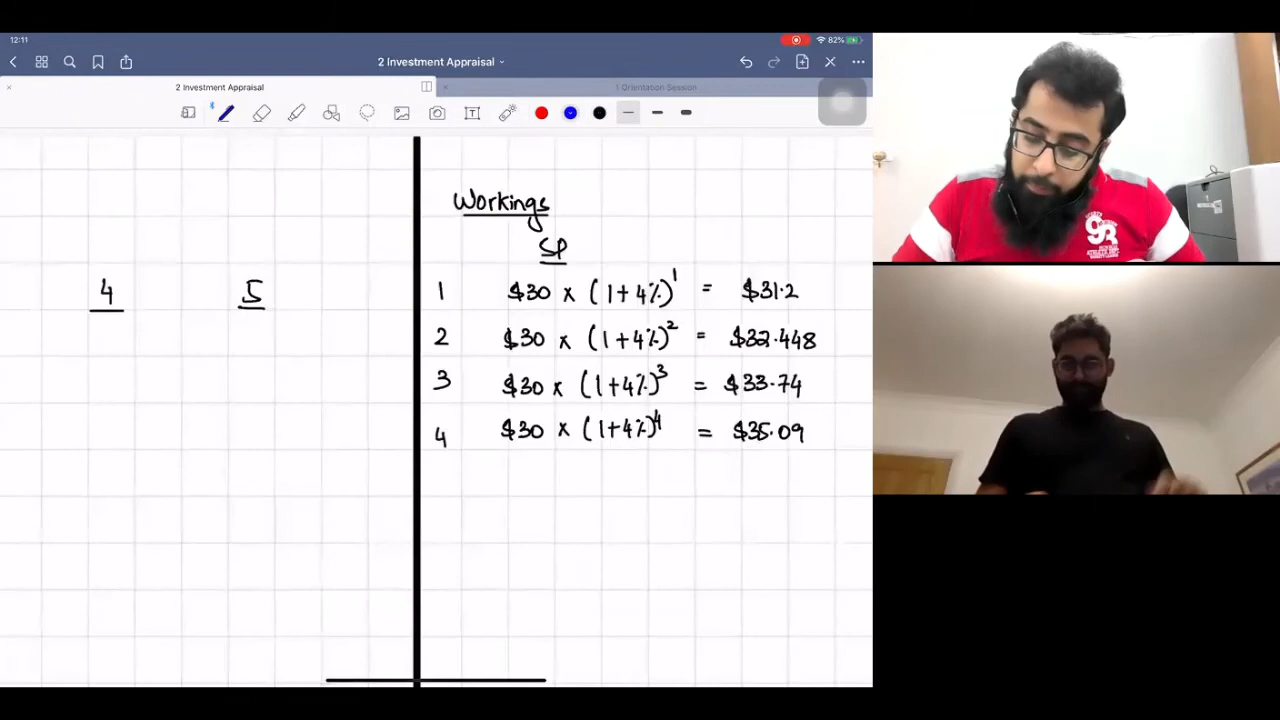 12:11
82%
2 Investment Appraisal
2 Investment Appraisal
1 Orientation Session
Workings
SP
4 5
1 $30 x (1+4%)¹ = $31.2
2 $30 x (1+4%)² = $32.448
3 $30 x (1+4%)³ = $33.74
4 $30 x (1+4%)⁴ = $35.09
93